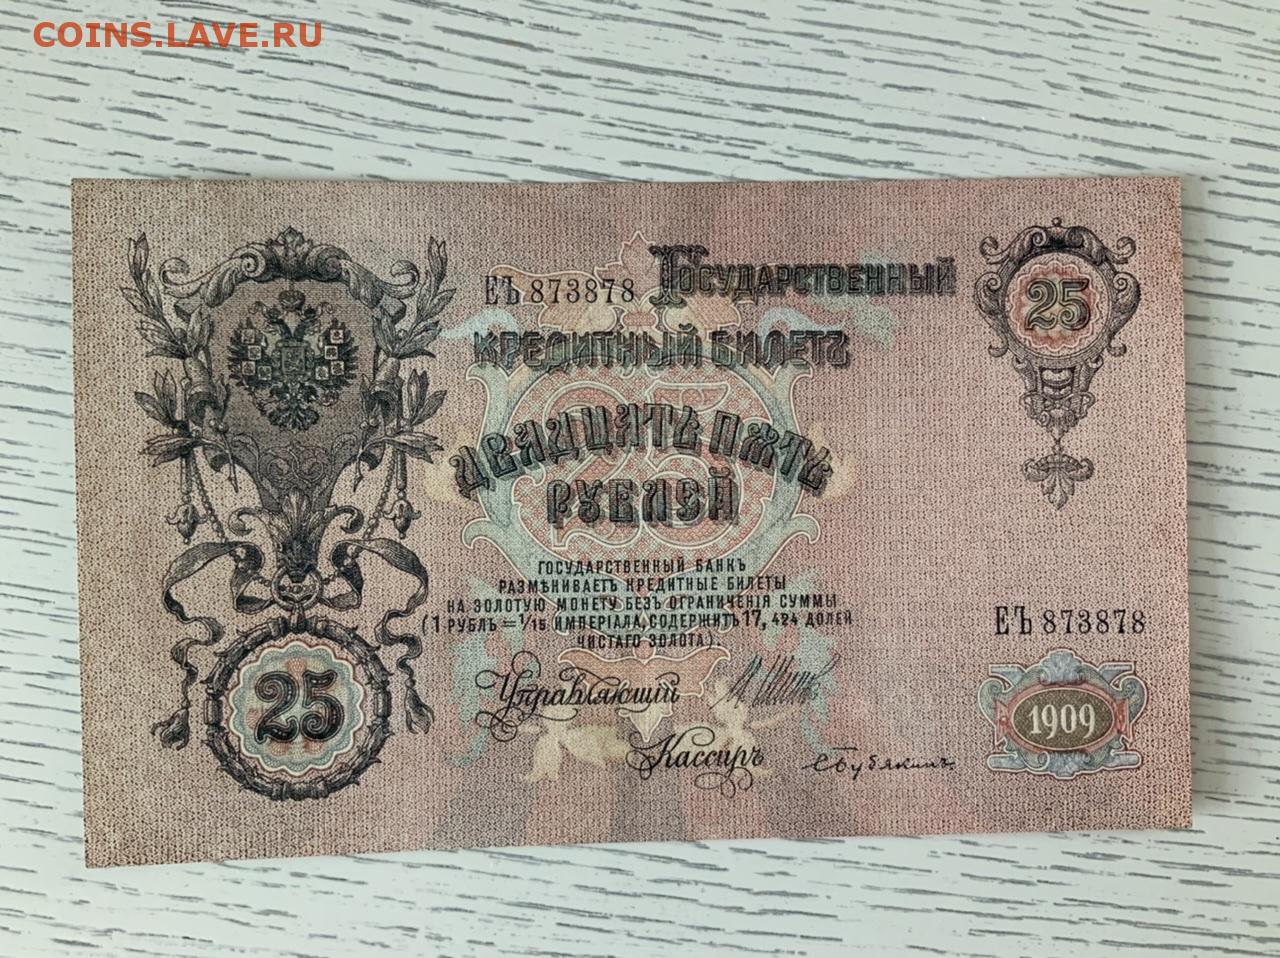 COINS.LAVE.RU
ЕЪ 873878 ГОСУДАРСТВЕННЫЙ
КРЕДИТНЫЙ БИЛЕТЪ
25
25
ДВАДЦАТЬ ПЯТЬ
РУБЛЕЙ
ГОСУДАРСТВЕННЫЙ БАНКЪ
РАЗМѢНИВАЕТЪ КРЕДИТНЫЕ БИЛЕТЫ
НА ЗОЛОТУЮ МОНЕТУ БЕЗЪ ОГРАНИЧЕНІЯ СУММЫ
(1 РУБЛЬ = 1/15 ИМПЕРІАЛА, СОДЕРЖИТЪ 17,424 ДОЛЕЙ
ЧИСТАГО ЗОЛОТА).
ЕЪ 873878
Управляющій
25
1909
Кассиръ